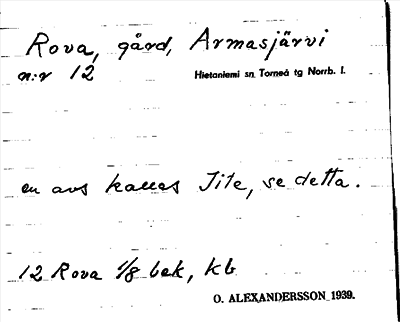 Rova, gård, Armasjärvi
n:r 12
Hietaniemi sn. Torneå tg Norrb. l.
en avs kallas Tile, se detta.
12 Rova 1/8 bek, kb
O. ALEXANDERSSON 1939.